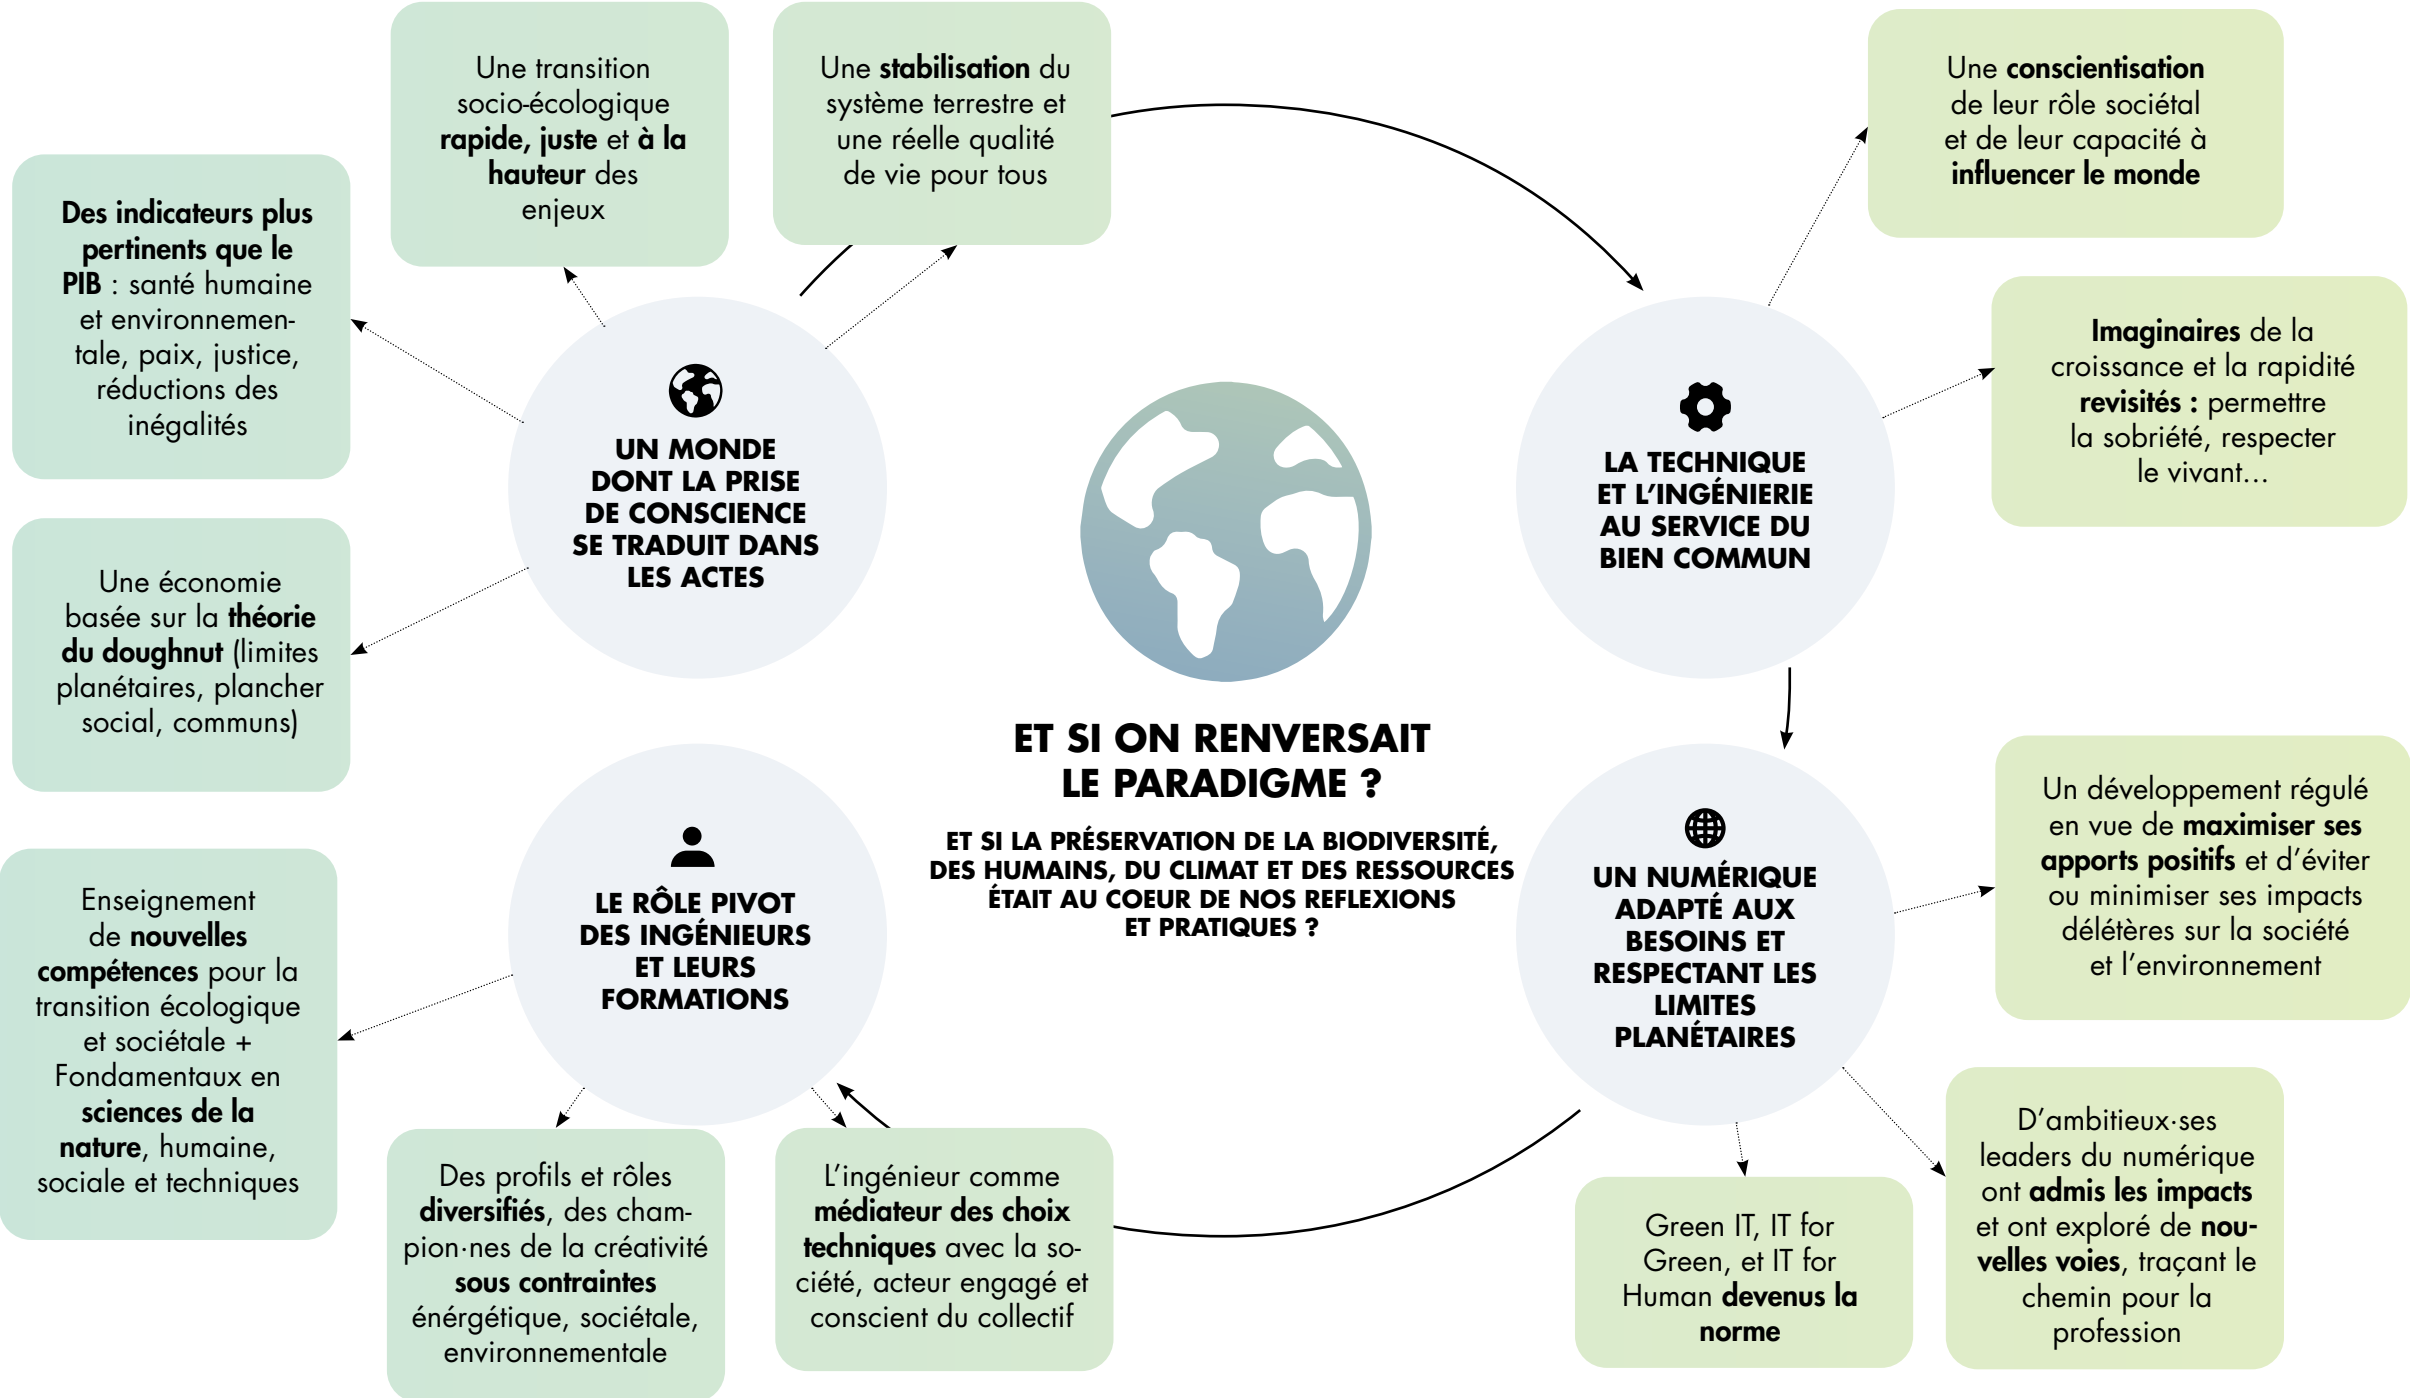 Une transition
socio-écologique
rapide, juste et à la
hauteur des
enjeux
Une stabilisation du
système terrestre et
une réelle qualité
de vie pour tous
Des indicateurs plus
pertinents que le
PIB : santé humaine
et environnemen-
tale, paix, justice,
réductions des
inégalités
Une économie
basée sur la théorie
du doughnut (limites
planétaires, plancher
social, communs)
UN MONDE
DONT LA PRISE
DE CONSCIENCE
SE TRADUIT DANS
LES ACTES
ET SI ON RENVERSAIT
LE PARADIGME ?
ET SI LA PRÉSERVATION DE LA BIODIVERSITÉ,
DES HUMAINS, DU CLIMAT ET DES RESSOURCES
ÉTAIT AU COEUR DE NOS REFLEXIONS
ET PRATIQUES ?
LA TECHNIQUE
ET L’INGÉNIERIE
AU SERVICE DU
BIEN COMMUN
Une conscientisation
de leur rôle sociétal
et de leur capacité à
influencer le monde
Imaginaires de la
croissance et la rapidité
revisités : permettre
la sobriété, respecter
le vivant...
UN NUMÉRIQUE
ADAPTÉ AUX
BESOINS ET
RESPECTANT LES
LIMITES
PLANÉTAIRES
Un développement régulé
en vue de maximiser ses
apports positifs et d’éviter
ou minimiser ses impacts
délétères sur la société
et l’environnement
D’ambitieux·ses
leaders du numérique
ont admis les impacts
et ont exploré de nou-
velles voies, traçant le
chemin pour la
profession
Green IT, IT for
Green, et IT for
Human devenus la
norme
LE RÔLE PIVOT
DES INGÉNIEURS
ET LEURS
FORMATIONS
Enseignement
de nouvelles
compétences pour la
transition écologique
et sociétale +
Fondamentaux en
sciences de la
nature, humaine,
sociale et techniques
Des profils et rôles
diversifiés, des cham-
pion·nes de la créativité
sous contraintes
énérgétique, sociétale,
environnementale
L’ingénieur comme
médiateur des choix
techniques avec la so-
ciété, acteur engagé et
conscient du collectif